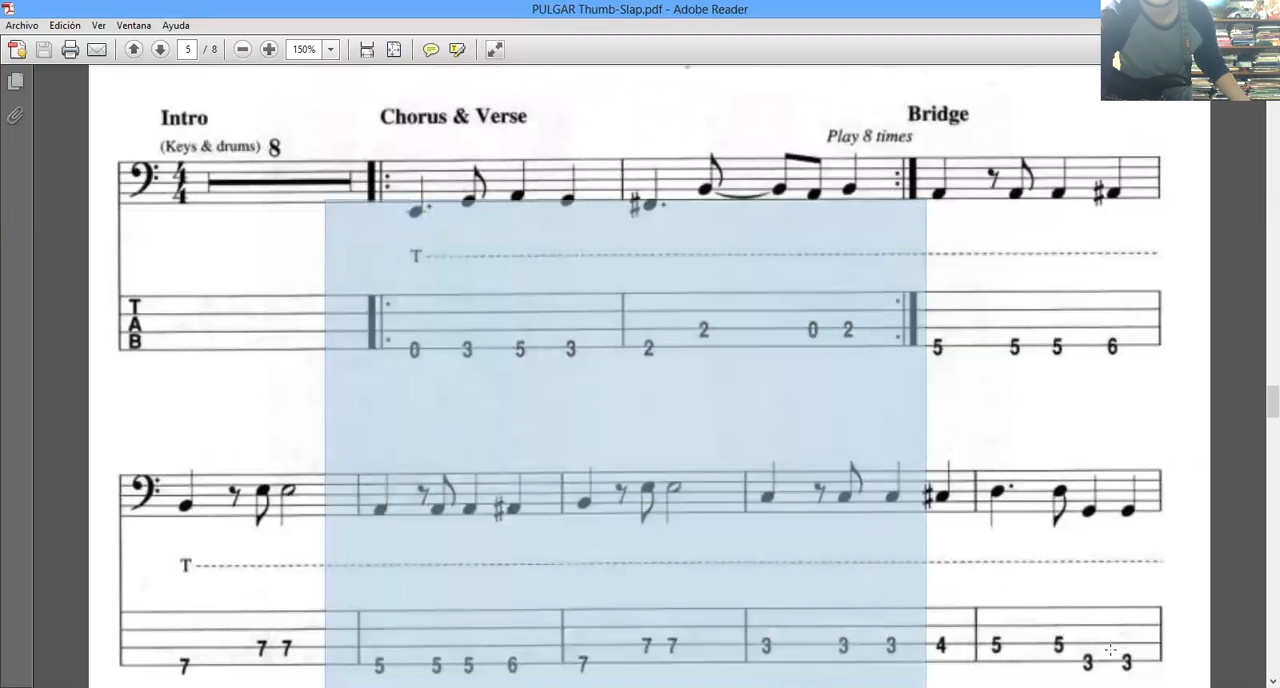 PULGAR Thumb-Slap.pdf - Adobe Reader
Archivo Edición Ver Ventana Ayuda
5 / 8 150%
Intro Chorus & Verse Bridge
(Keys & drums) 8 Play 8 times
4
4
T
T
A
B
2 0 2
0 3 5 3 2 5 5 5 6
T
7 7 7 7 3 3 3 4 5 5
7 5 5 5 6 7 3 3